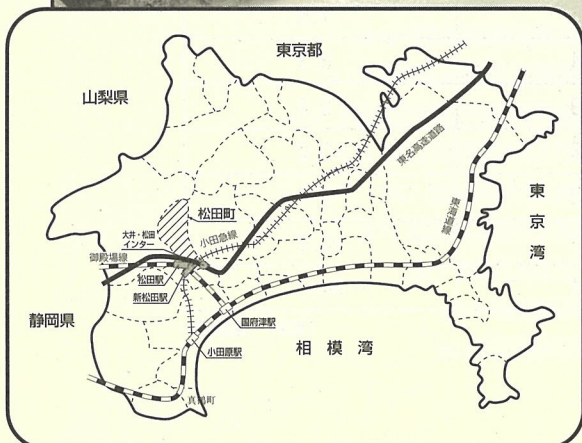 東京都
山梨県
東名高速道路
東京湾
松田町
大井・松田
インター
小田急線
東海道線
御殿場線
松田駅
新松田駅
静岡県
国府津駅
小田原駅
相模湾
真鶴町